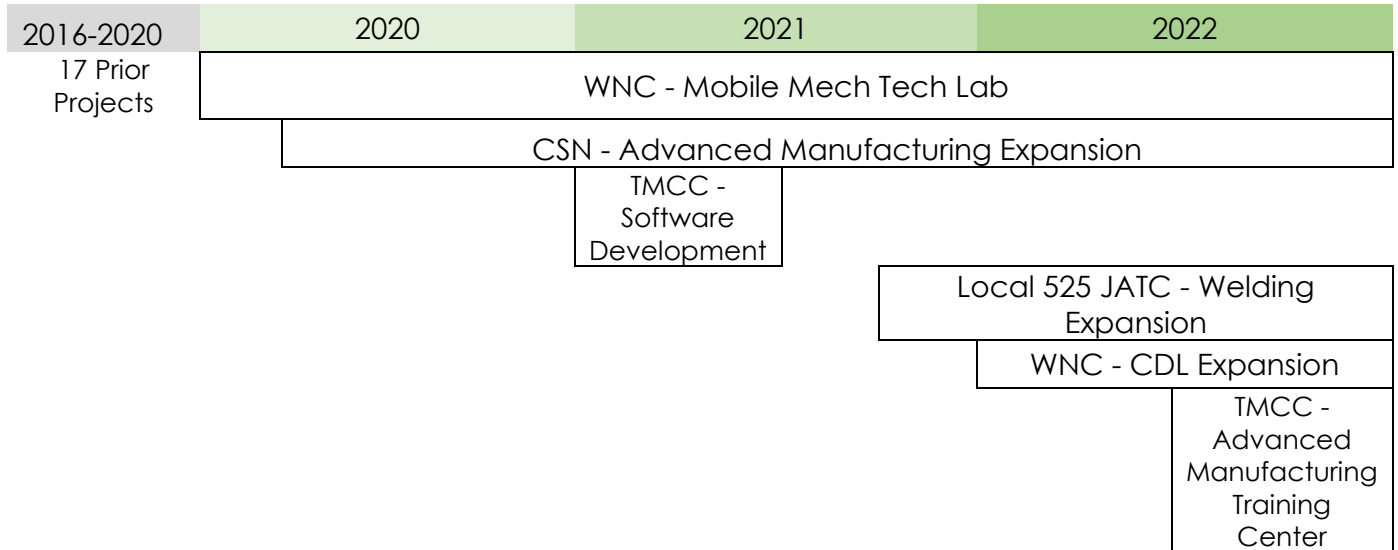 2016-2020 2020 2021 2022
17 Prior
Projects
WNC - Mobile Mech Tech Lab
CSN - Advanced Manufacturing Expansion
TMCC -
Software
Development
Local 525 JATC - Welding
Expansion
WNC - CDL Expansion
TMCC -
Advanced
Manufacturing
Training
Center